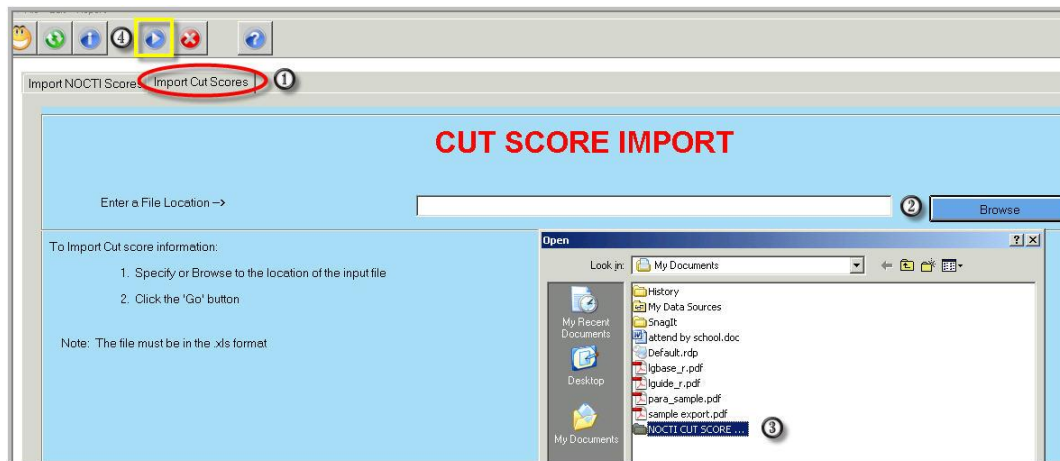 ④
Import NOCTI Scores
Import Cut Scores
①
CUT SCORE IMPORT
Enter a File Location -->
②
Browse
To Import Cut score information:
1. Specify or Browse to the location of the input file
2. Click the 'Go' button
Note: The file must be in the .xls format
Open
Look in:
My Documents
My Recent Documents
Desktop
My Documents
History
My Data Sources
SnagIt
attend by school.doc
Default.rdp
lgbase_r.pdf
lguide_r.pdf
para_sample.pdf
sample export.pdf
NOCTI CUT SCORE ...
③